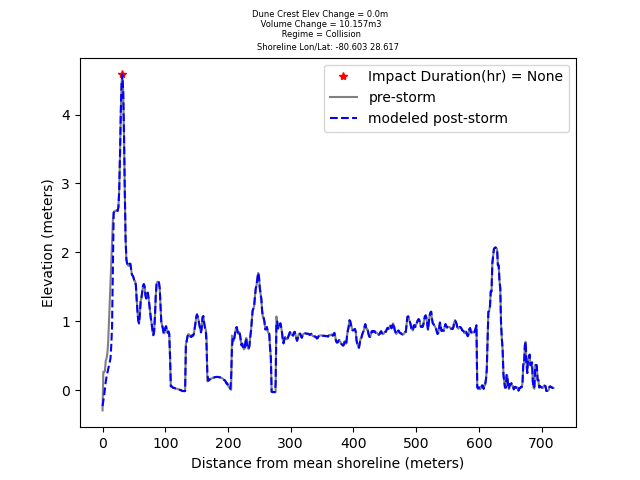 Dune Crest Elev Change = 0.0m
Volume Change = 10.157m3
Regime = Collision
Shoreline Lon/Lat: -80.603 28.617
Impact Duration(hr) = None
pre-storm
modeled post-storm
Elevation (meters)
4
3
2
1
0
0 100 200 300 400 500 600 700
Distance from mean shoreline (meters)